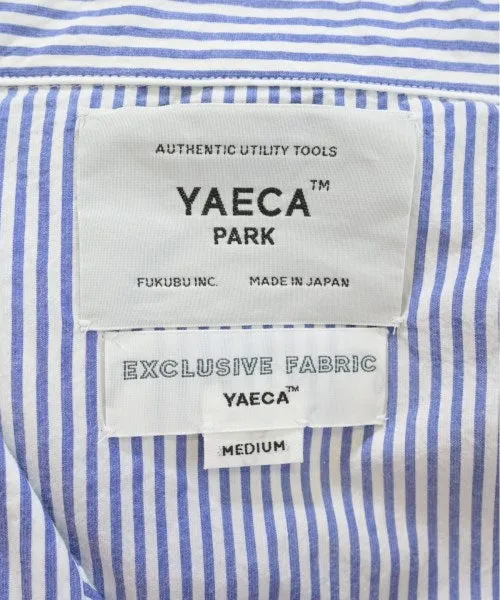 AUTHENTIC UTILITY TOOLS
YAECA™
PARK
FUKUBU INC. MADE IN JAPAN
EXCLUSIVE FABRIC
YAECA™
MEDIUM